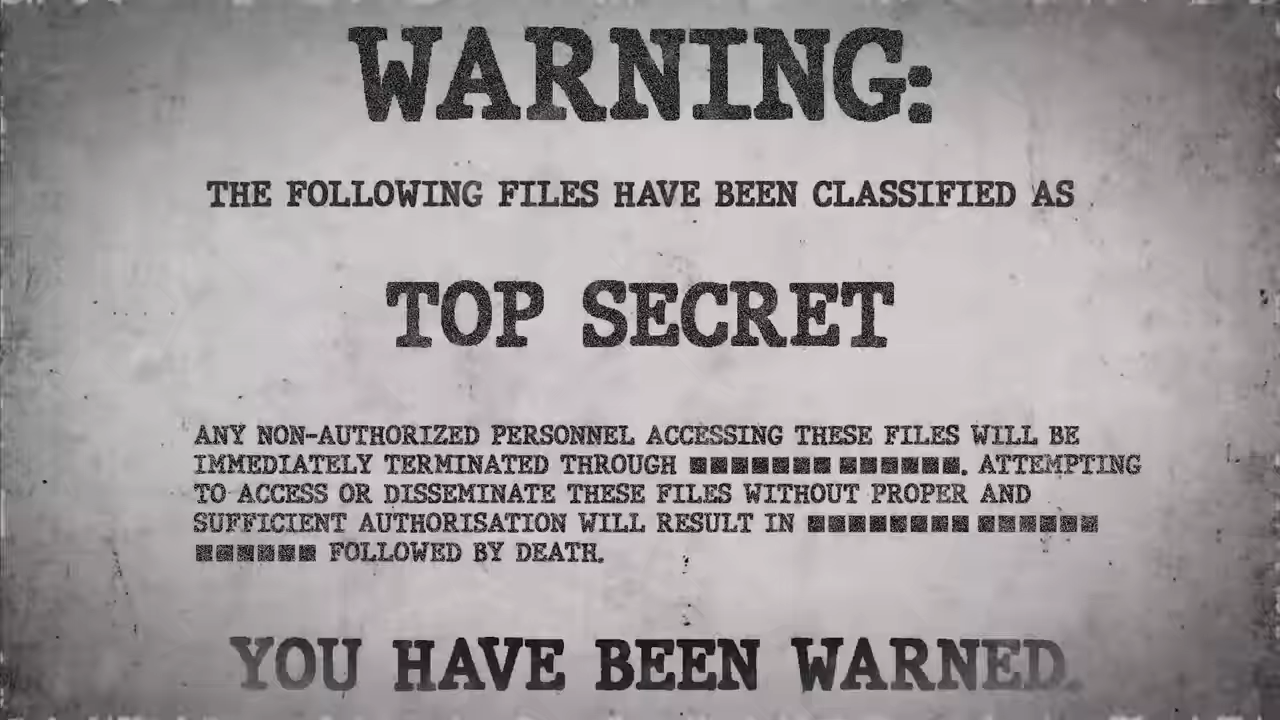 WARNING:
THE FOLLOWING FILES HAVE BEEN CLASSIFIED AS
TOP SECRET
ANY NON-AUTHORIZED PERSONNEL ACCESSING THESE FILES WILL BE
IMMEDIATELY TERMINATED THROUGH ■■■■■■■ ■■■■■■. ATTEMPTING
TO ACCESS OR DISSEMINATE THESE FILES WITHOUT PROPER AND
SUFFICIENT AUTHORISATION WILL RESULT IN ■■■■■■■■ ■■■■■■
■■■■■■ FOLLOWED BY DEATH.
YOU HAVE BEEN WARNED.